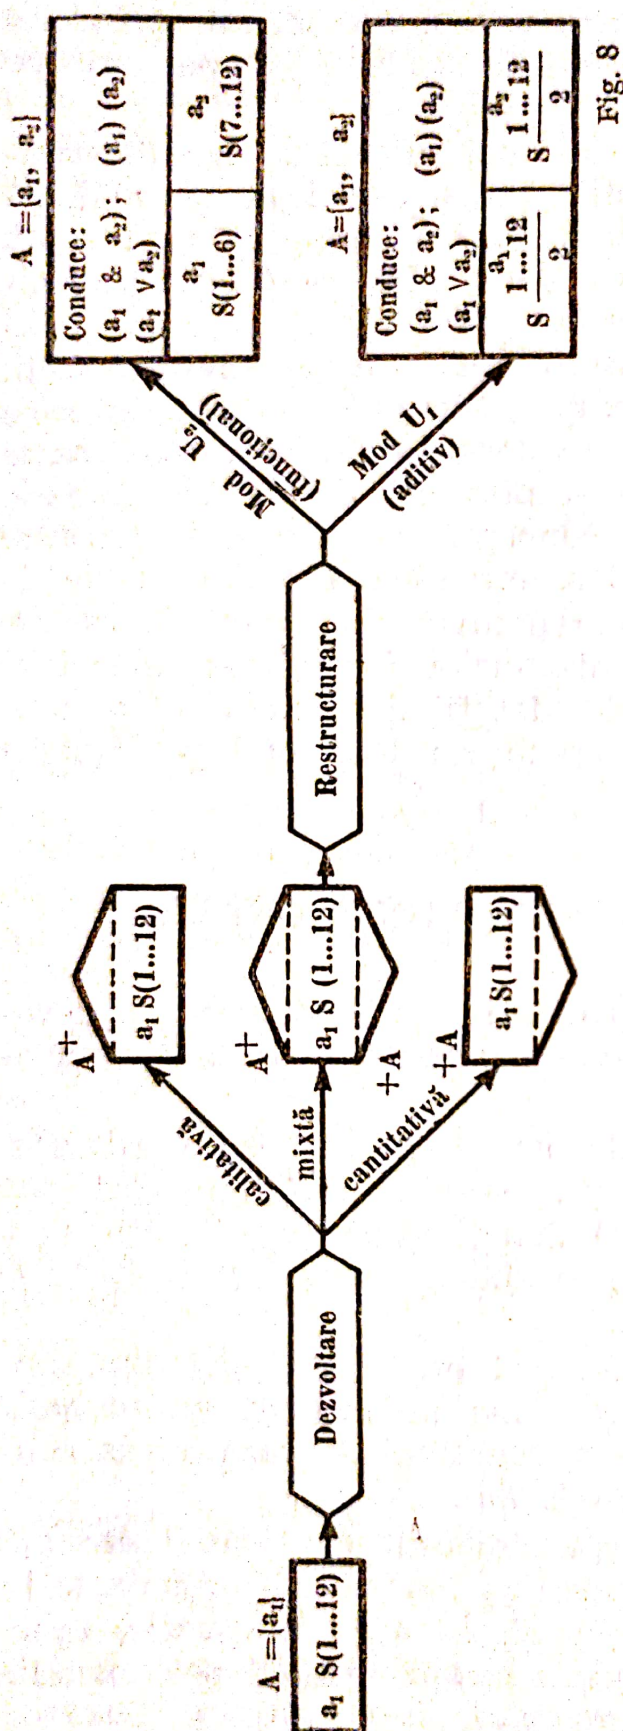 A = {a₁}
a₁ S(1...12)
Dezvoltare
calitativă
mixtă
cantitativă
A+
a₁ S(1...12)
A+
a₁ S (1...12)
+A
+A
a₁ S(1...12)
Restructurare
Mod U₂
(funcțional)
Mod U₁
(aditiv)
A = {a₁, a₂}
Conduce:
(a₁ & a₂); (a₁) (a₂)
(a₁ ∨ a₂)
a₁ a₂
S(1...6) S(7...12)
A={a₁, a₂}
Conduce:
(a₁ & a₂); (a₁) (a₂)
(a₁ ∨ a₂)
a₁ a₂
S 1...12 S 1...12
2 2
Fig. 8